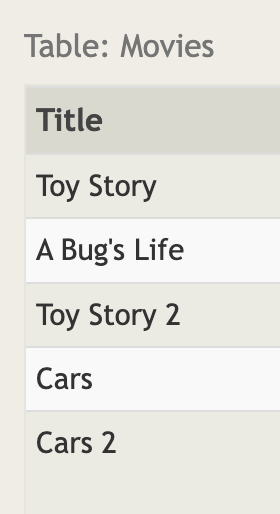 Table: Movies
Title
Toy Story
A Bug's Life
Toy Story 2
Cars
Cars 2